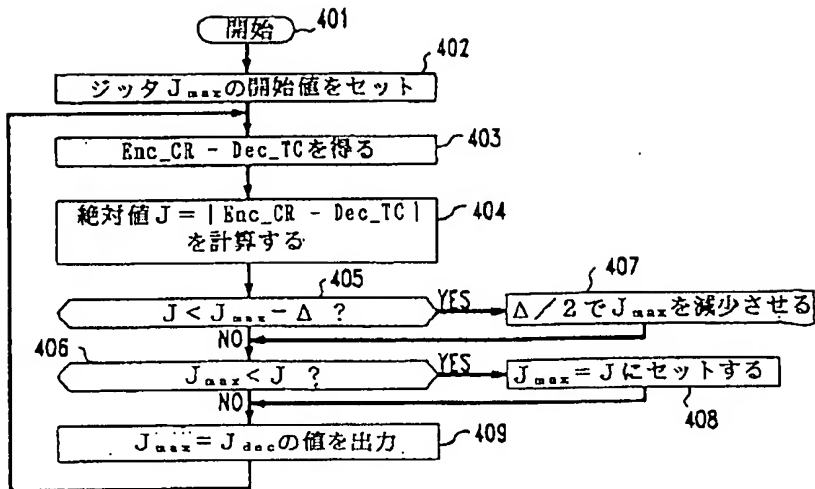 開始
401
402
ジッタJmaxの開始値をセット
403
Enc_CR - Dec_TCを得る
絶対値J=|Enc_CR - Dec_TC|
を計算する
404
405
J<Jmax-Δ ?
YES
407
Δ/2でJmaxを減少させる
NO
406
Jmax<J ?
YES
Jmax=Jにセットする
408
NO
Jmax=Jdecの値を出力
409